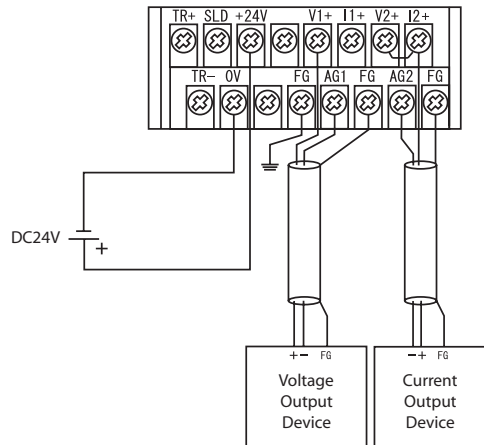 TR+ SLD +24V V1+ I1+ V2+ I2+
TR- 0V FG AG1 FG AG2 FG
DC24V
+
+- FG
-+ FG
Voltage
Output
Device
Current
Output
Device